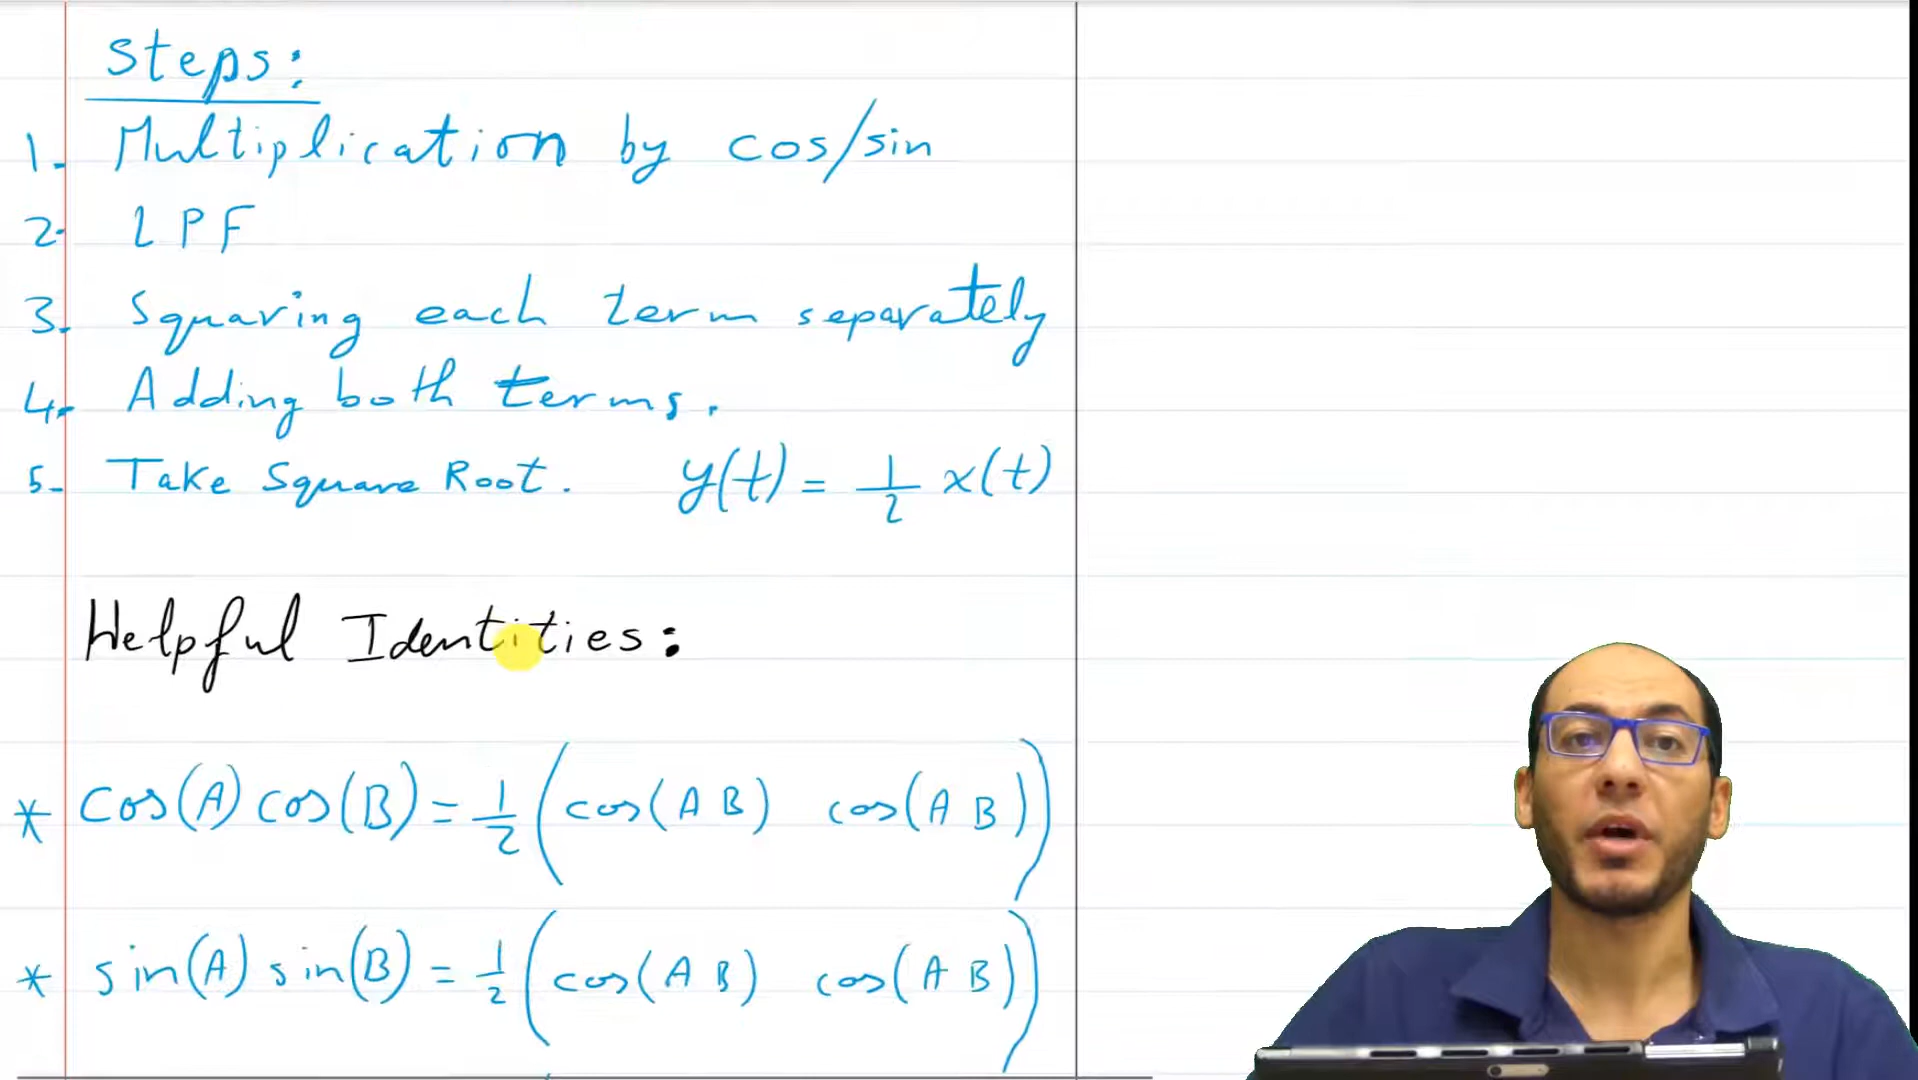 Steps:
1. Multiplication by cos/sin
2. LPF
3. Squaring each term separately
4. Adding both terms.
5. Take Square Root. y(t) = 1/2 x(t)
Helpful Identities:
* Cos(A) cos(B) = 1/2 (cos(A B) cos(A B))
* sin(A) sin(B) = 1/2 (cos(A B) cos(A B))